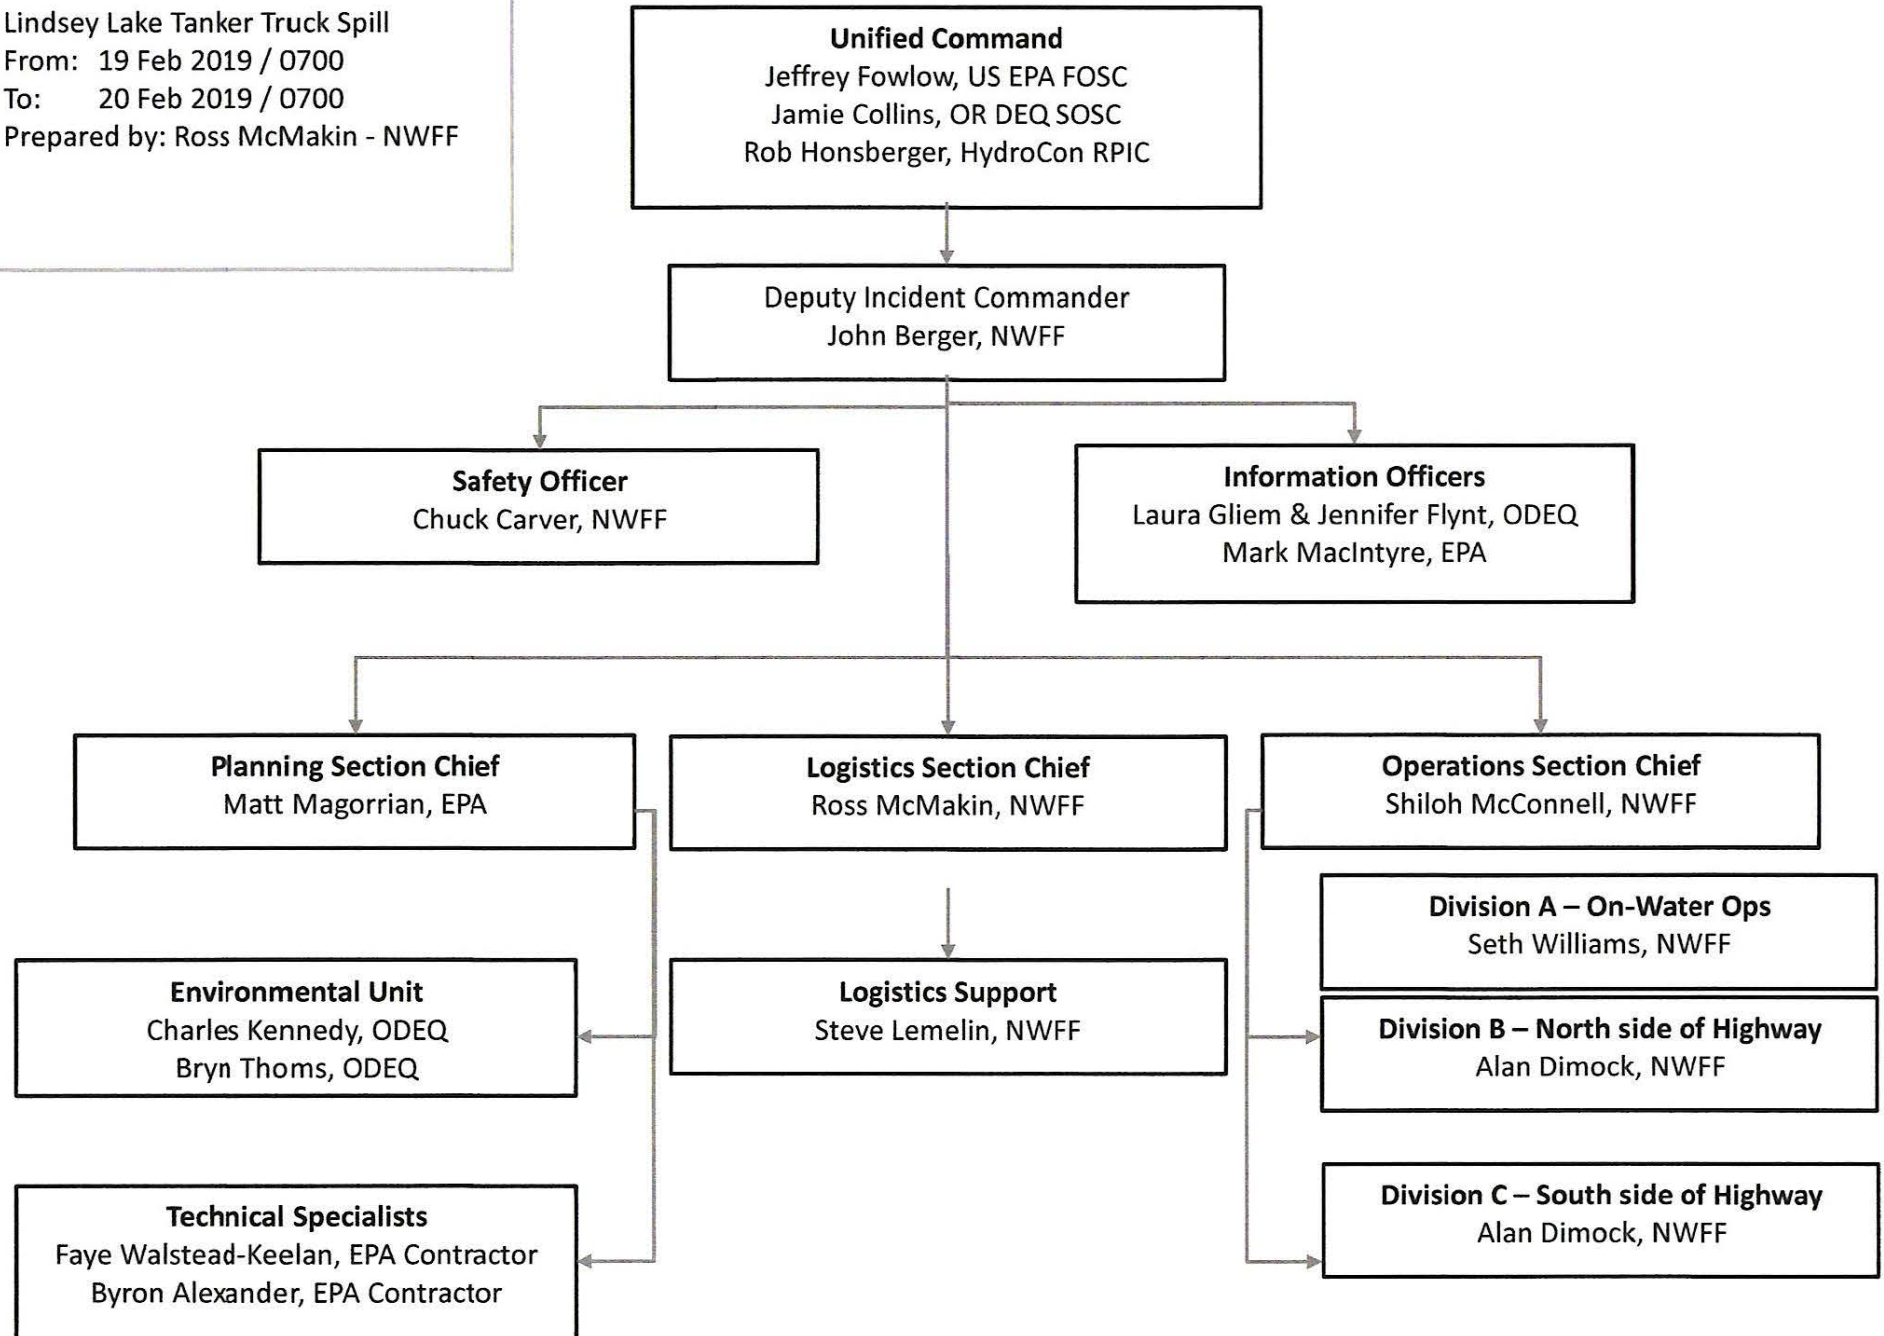 Lindsey Lake Tanker Truck Spill
From: 19 Feb 2019 / 0700
To: 20 Feb 2019 / 0700
Prepared by: Ross McMakin - NWFF
Unified Command
Jeffrey Fowlow, US EPA FOSC
Jamie Collins, OR DEQ SOSC
Rob Honsberger, HydroCon RPIC
Deputy Incident Commander
John Berger, NWFF
Safety Officer
Chuck Carver, NWFF
Information Officers
Laura Gliem & Jennifer Flynt, ODEQ
Mark MacIntyre, EPA
Planning Section Chief
Matt Magorrian, EPA
Logistics Section Chief
Ross McMakin, NWFF
Operations Section Chief
Shiloh McConnell, NWFF
Division A – On-Water Ops
Seth Williams, NWFF
Environmental Unit
Charles Kennedy, ODEQ
Bryn Thoms, ODEQ
Logistics Support
Steve Lemelin, NWFF
Division B – North side of Highway
Alan Dimock, NWFF
Technical Specialists
Faye Walstead-Keelan, EPA Contractor
Byron Alexander, EPA Contractor
Division C – South side of Highway
Alan Dimock, NWFF